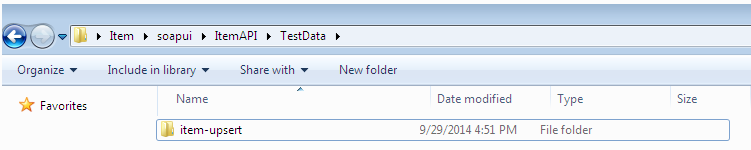 Item soapui ItemAPI TestData
Organize Include in library Share with New folder
Favorites
Name Date modified Type Size
item-upsert 9/29/2014 4:51 PM File folder